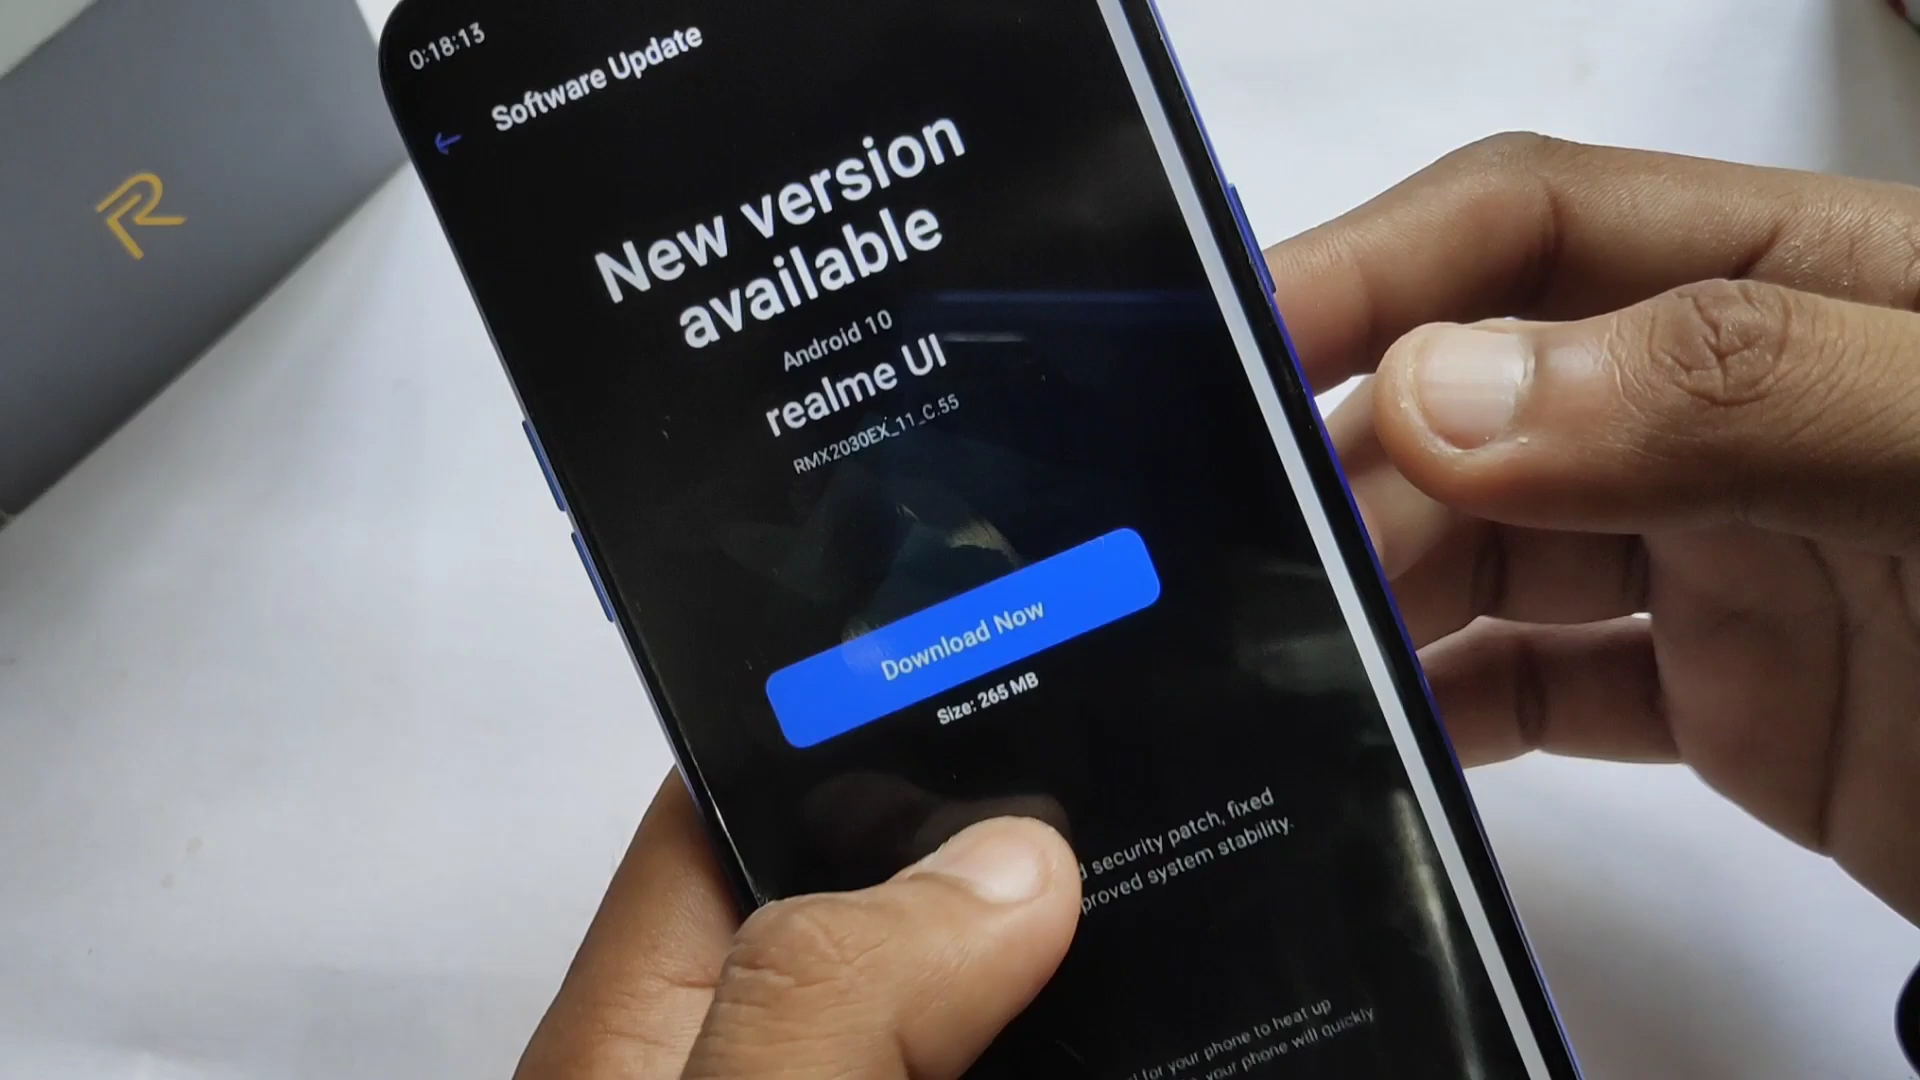 0:18:13
Software Update
New version
available
Android 10
realme UI
RMX2030EX_11_C.55
Download Now
Size: 265 MB
security patch, fixed
system stability.
for your phone to heat up
your phone will quickly